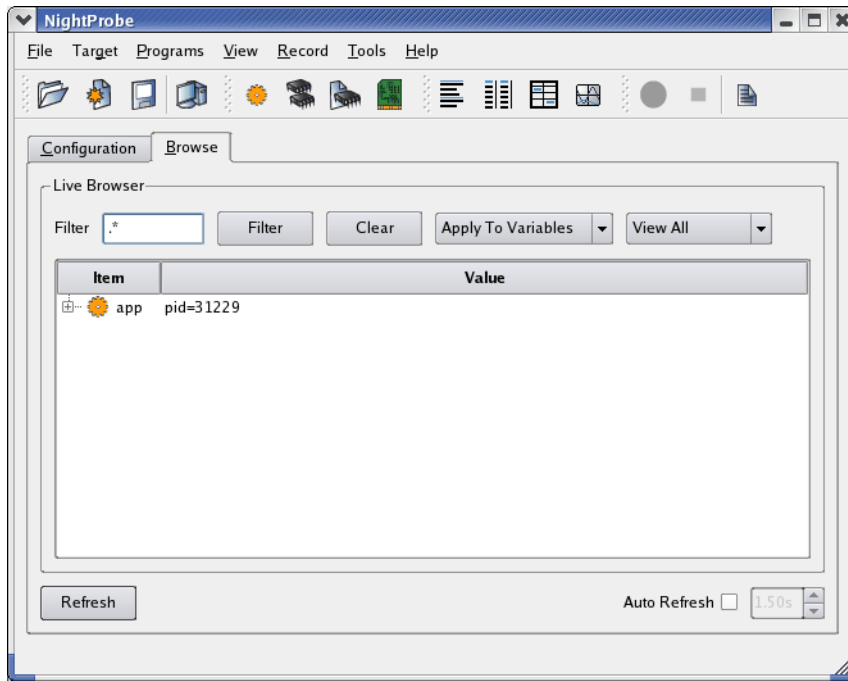 NightProbe
File Target Programs View Record Tools Help
Configuration Browse
Live Browser
Filter .* Filter Clear Apply To Variables View All
Item Value
app pid=31229
Refresh Auto Refresh 1.50s